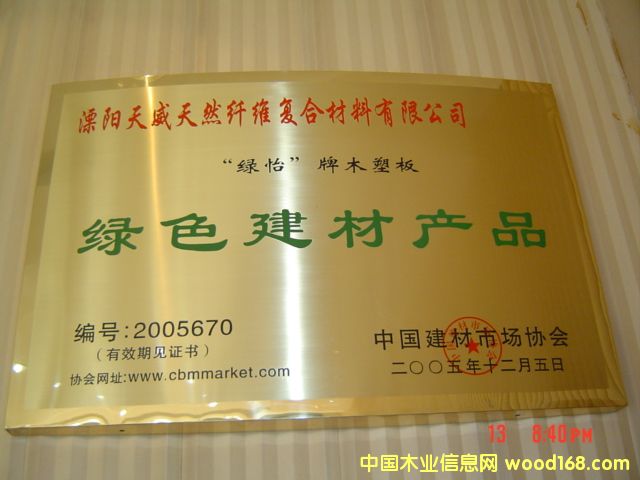 溧阳天威天然纤维复合材料有限公司
“绿怡”牌木塑板
绿色建材产品
编号:2005670
(有效期见证书)
协会网址:www.cbmmarket.com
中国建材市场协会
二〇〇五年十二月五日
13 8:40PM
中国木业信息网 wood168.com